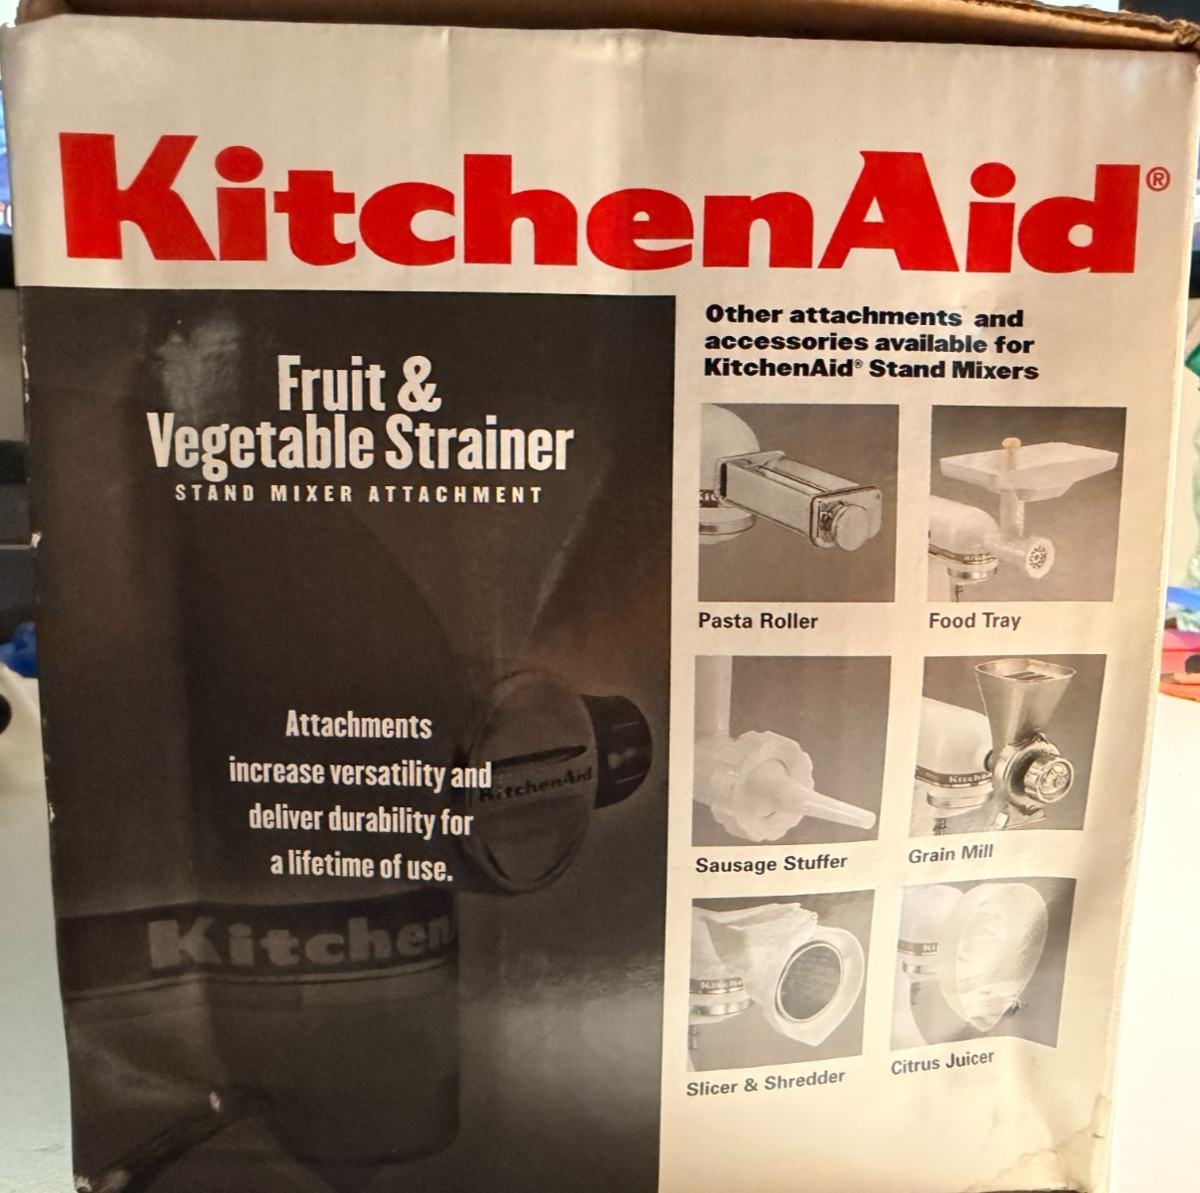 KitchenAid®
Fruit &
Vegetable Strainer
STAND MIXER ATTACHMENT
Attachments
increase versatility and
deliver durability for
a lifetime of use.
KitchenAid
Kitchen
Other attachments and
accessories available for
KitchenAid® Stand Mixers
Pasta Roller
Food Tray
Sausage Stuffer
Grain Mill
Slicer & Shredder
Citrus Juicer